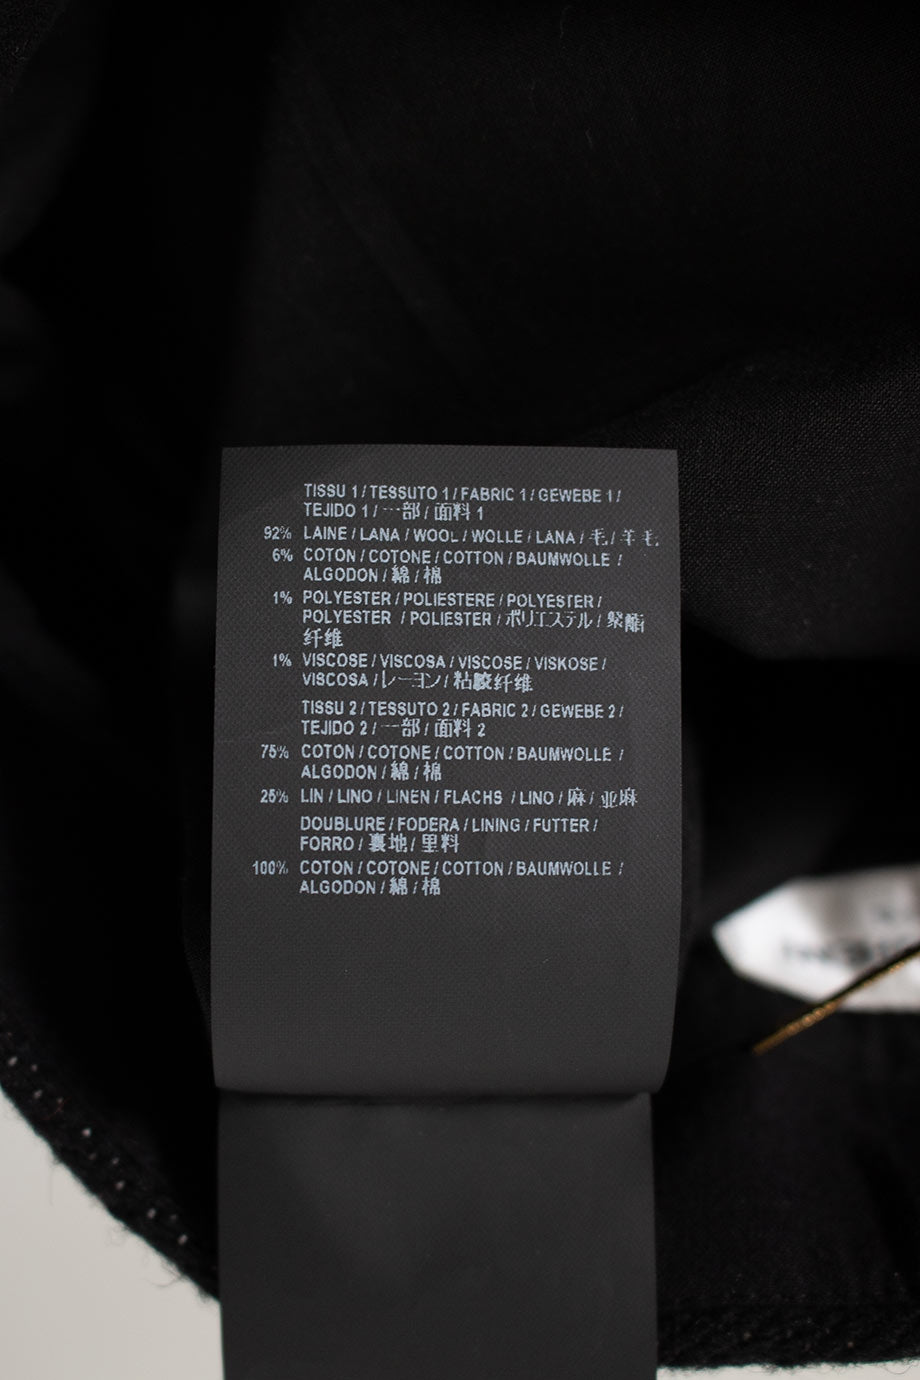 TISSU 1 / TESSUTO 1 / FABRIC 1 / GEWEBE 1 /
TEJIDO 1 / 一部 / 面料 1
92% LAINE / LANA / WOOL / WOLLE / LANA / 毛 / 羊毛
6% COTON / COTONE / COTTON / BAUMWOLLE /
ALGODON / 綿 / 棉
1% POLYESTER / POLIESTERE / POLYESTER /
POLYESTER / POLIESTER / ポリエステル / 聚酯
纤维
1% VISCOSE / VISCOSA / VISCOSE / VISKOSE /
VISCOSA / レーヨン / 粘胶纤维
TISSU 2 / TESSUTO 2 / FABRIC 2 / GEWEBE 2 /
TEJIDO 2 / 一部 / 面料 2
75% COTON / COTONE / COTTON / BAUMWOLLE /
ALGODON / 綿 / 棉
25% LIN / LINO / LINEN / FLACHS / LINO / 麻 / 亚麻
DOUBLURE / FODERA / LINING / FUTTER /
FORRO / 裏地 / 里料
100% COTON / COTONE / COTTON / BAUMWOLLE /
ALGODON / 綿 / 棉